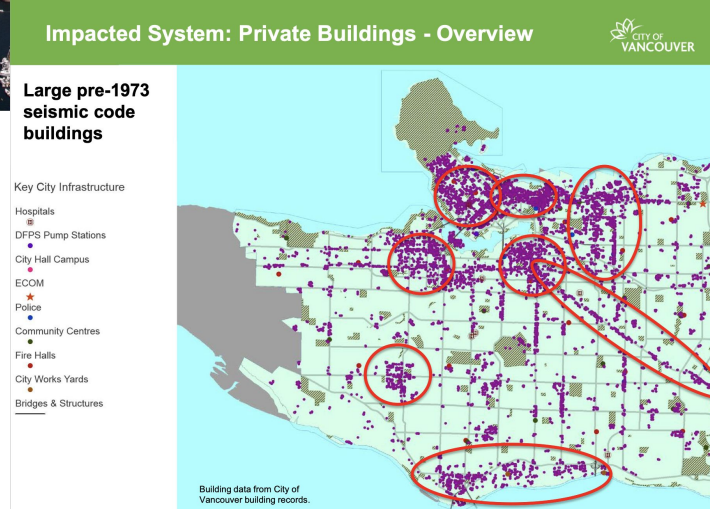 Impacted System: Private Buildings - Overview
CITY OF
VANCOUVER
Large pre-1973
seismic code
buildings
Key City Infrastructure
Hospitals
DFPS Pump Stations
City Hall Campus
ECOM
Police
Community Centres
Fire Halls
City Works Yards
Bridges & Structures
Building data from City of
Vancouver building records.